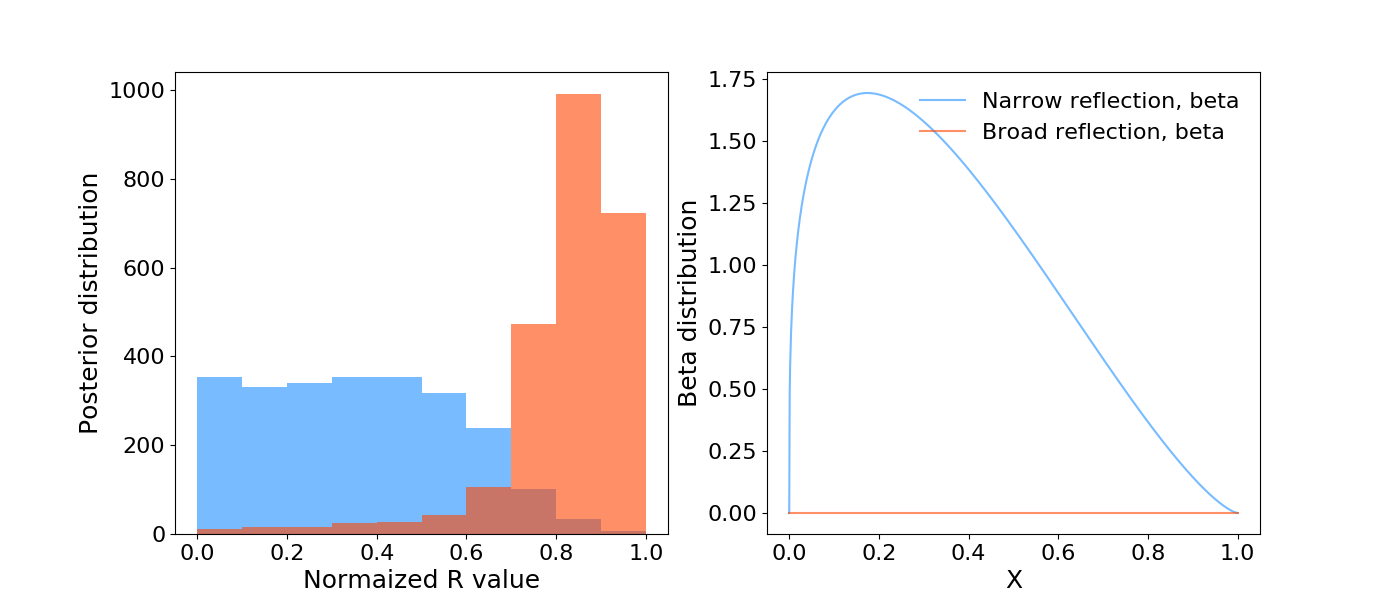 1000
800
600
400
200
0
Posterior distribution
0.0 0.2 0.4 0.6 0.8 1.0
Normaized R value
1.75
1.50
1.25
1.00
0.75
0.50
0.25
0.00
Beta distribution
Narrow reflection, beta
Broad reflection, beta
0.0 0.2 0.4 0.6 0.8 1.0
X